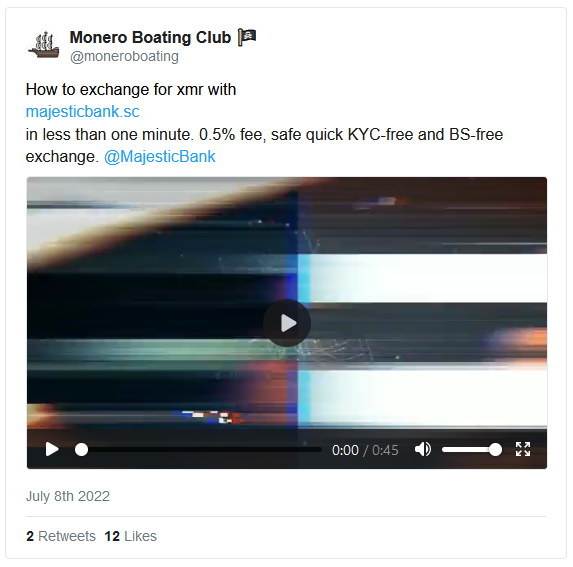 Monero Boating Club 🏴‍☠️
@moneroboating
How to exchange for xmr with
majesticbank.sc
in less than one minute. 0.5% fee, safe quick KYC-free and BS-free
exchange. @MajesticBank
0:00 / 0:45
July 8th 2022
2 Retweets 12 Likes